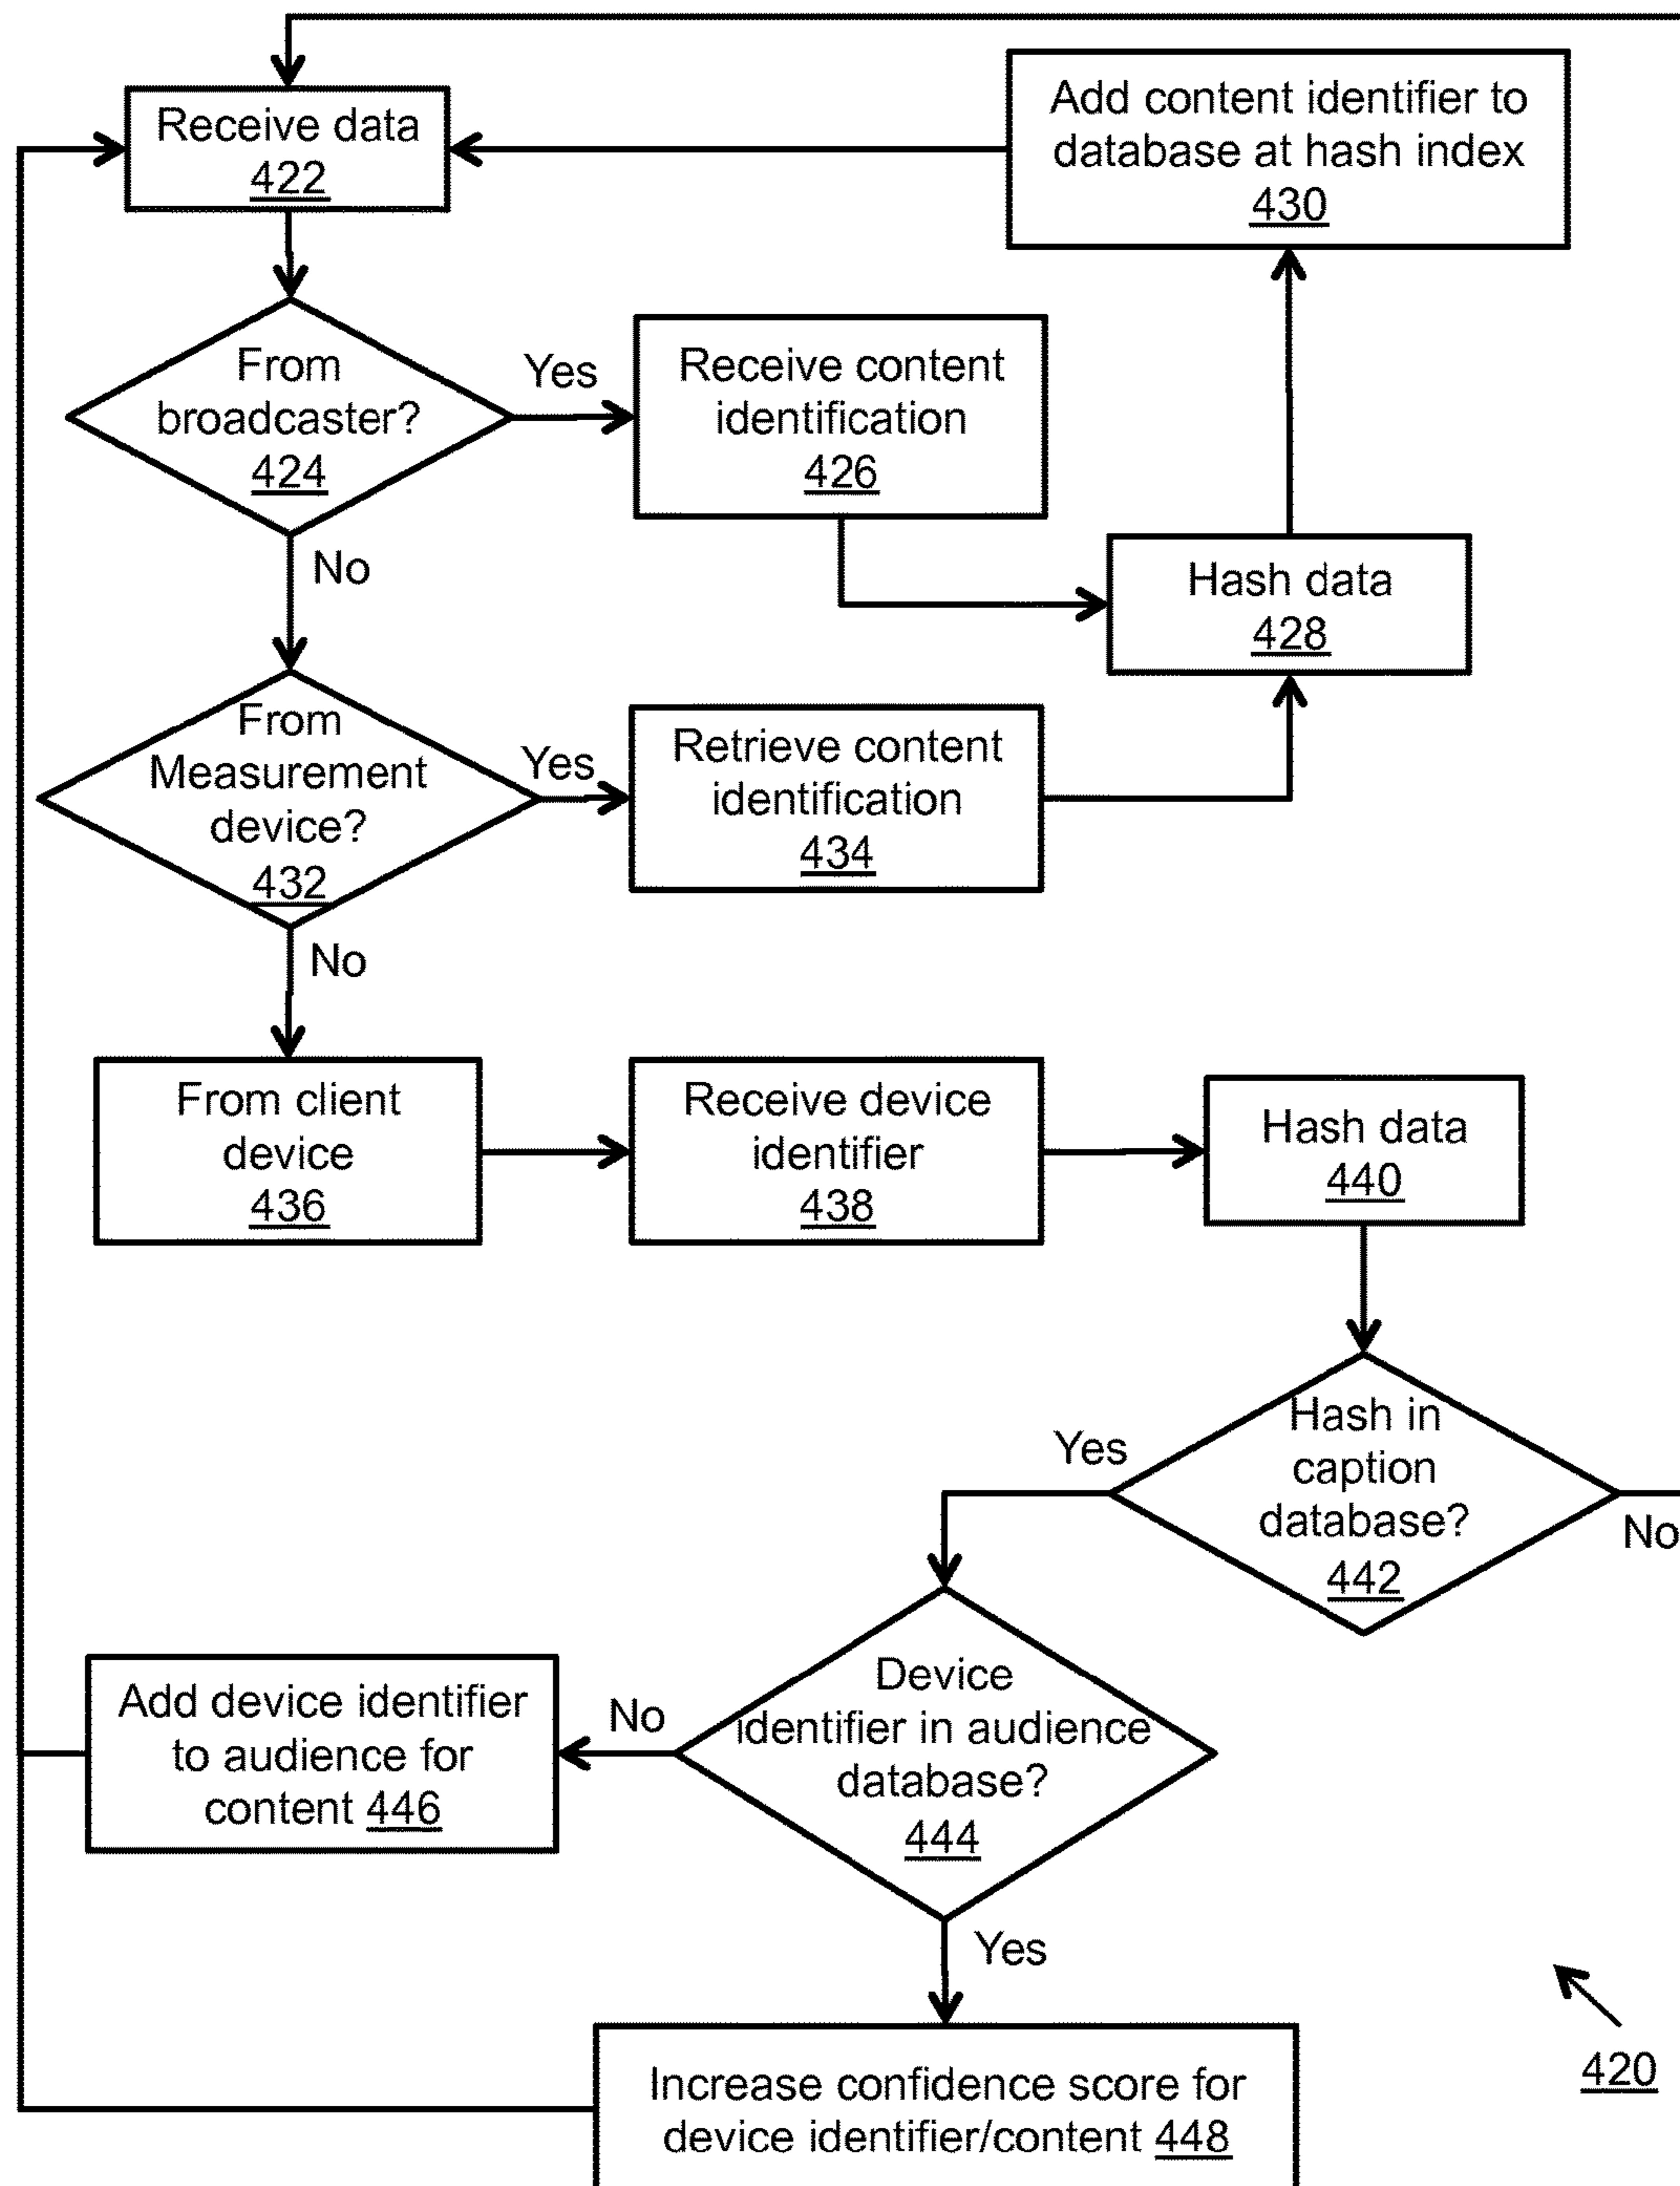 Receive data
422
Add content identifier to
database at hash index
430
From
broadcaster?
424
Yes
Receive content
identification
426
No
Hash data
428
From
Measurement
device?
432
Yes
Retrieve content
identification
434
No
From client
device
436
Receive device
identifier
438
Hash data
440
Hash in
caption
database?
442
Yes
No
Device
identifier in audience
database?
444
No
Add device identifier
to audience for
content 446
Yes
Increase confidence score for
device identifier/content 448
420